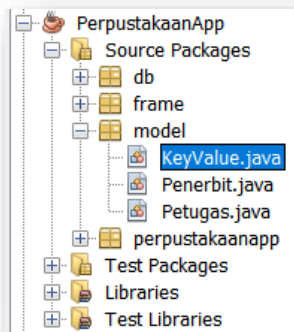 PerpustakaanApp
Source Packages
db
frame
model
KeyValue.java
Penerbit.java
Petugas.java
perpustakaanapp
Test Packages
Libraries
Test Libraries